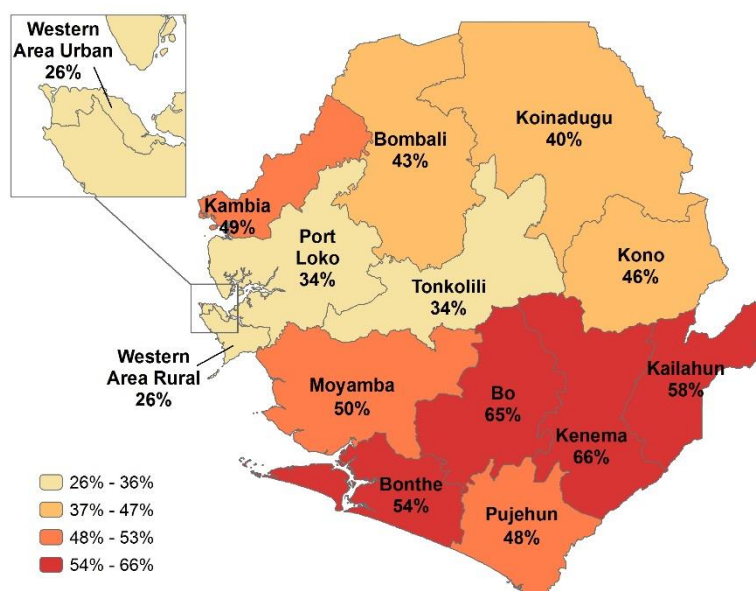 Western
Area Urban
26%
Koinadugu
40%
Bombali
43%
Kambia
49%
Port
Loko
34%
Kono
46%
Tonkolili
34%
Western
Area Rural
26%
Moyamba
50%
Bo
65%
Kailahun
58%
Kenema
66%
Bonthe
54%
Pujehun
48%
26% - 36%
37% - 47%
48% - 53%
54% - 66%